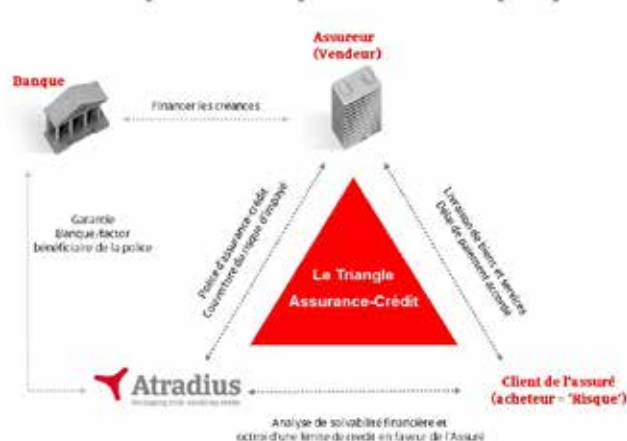 Assureur
(Vendeur)
Banque
Financer les créances
Garantie
Banque/factor
bénéficiaire de la police
Police d'assurance-crédit
Couverture du risque d'impayé
Livraison de biens et services
Délai de paiement accordé
Le Triangle
Assurance-Crédit
Atradius
Client de l'assuré
(acheteur = 'Risque')
Analyse de solvabilité financière et
octroi d'une limite de crédit en faveur de l'Assuré